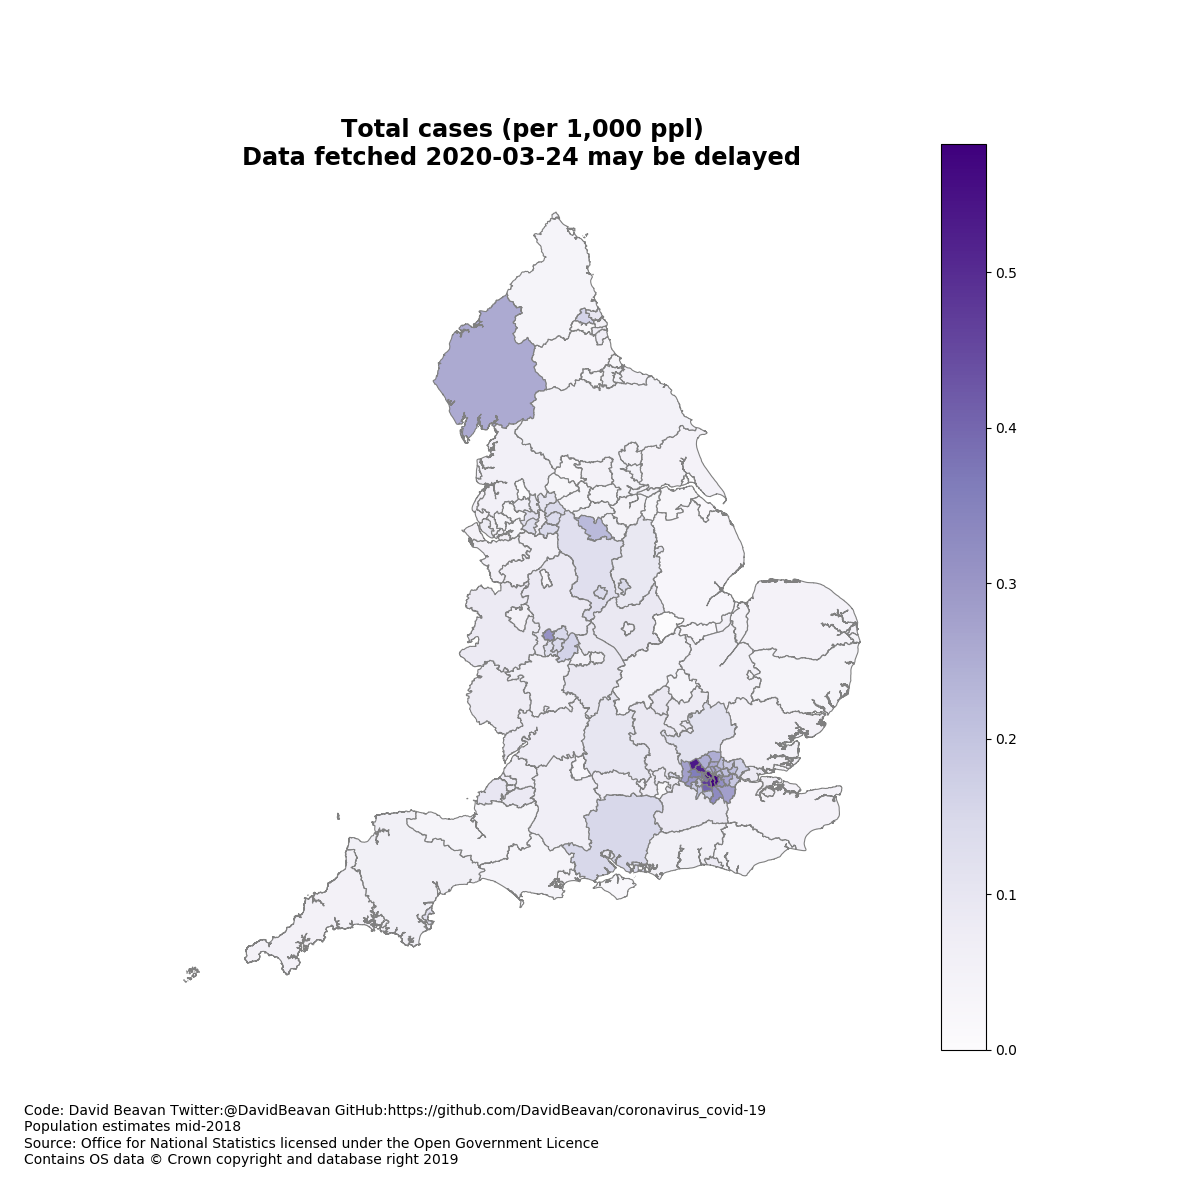 Total cases (per 1,000 ppl)
Data fetched 2020-03-24 may be delayed
0.5
0.4
0.3
0.2
0.1
0.0
Code: David Beavan Twitter:@DavidBeavan GitHub:https://github.com/DavidBeavan/coronavirus_covid-19
Population estimates mid-2018
Source: Office for National Statistics licensed under the Open Government Licence
Contains OS data © Crown copyright and database right 2019